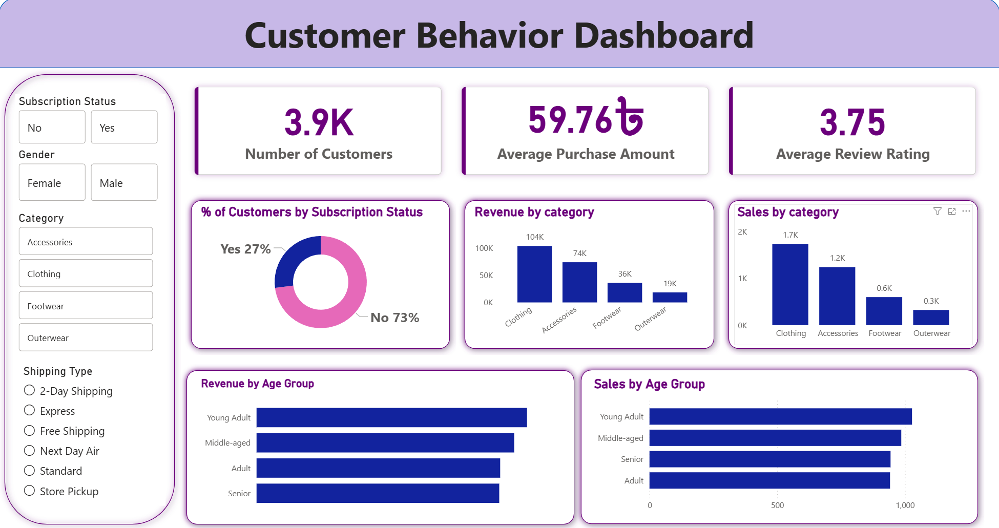 Customer Behavior Dashboard
Subscription Status
No
Yes
Gender
Female
Male
Category
Accessories
Clothing
Footwear
Outerwear
Shipping Type
2-Day Shipping
Express
Free Shipping
Next Day Air
Standard
Store Pickup
3.9K
Number of Customers
59.76৳
Average Purchase Amount
3.75
Average Review Rating
% of Customers by Subscription Status
Yes 27%
No 73%
Revenue by category
100K
50K
0K
104K
74K
36K
19K
Clothing
Accessories
Footwear
Outerwear
Sales by category
2K
1K
0K
1.7K
1.2K
0.6K
0.3K
Clothing
Accessories
Footwear
Outerwear
Revenue by Age Group
Young Adult
Middle-aged
Adult
Senior
Sales by Age Group
Young Adult
Middle-aged
Senior
Adult
0
500
1,000